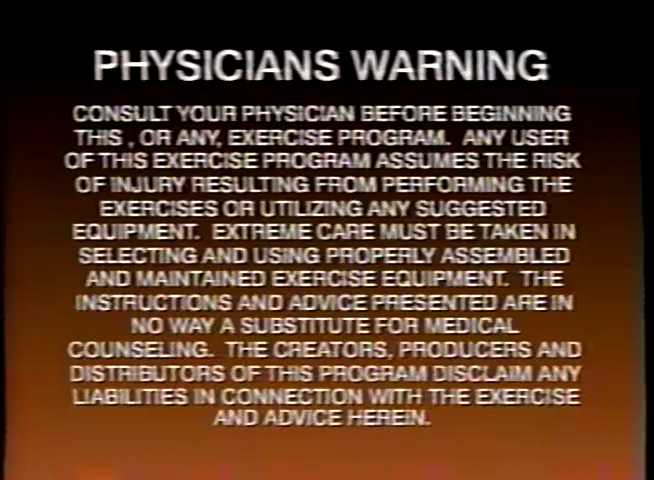 PHYSICIANS WARNING
CONSULT YOUR PHYSICIAN BEFORE BEGINNING
THIS , OR ANY, EXERCISE PROGRAM. ANY USER
OF THIS EXERCISE PROGRAM ASSUMES THE RISK
OF INJURY RESULTING FROM PERFORMING THE
EXERCISES OR UTILIZING ANY SUGGESTED
EQUIPMENT. EXTREME CARE MUST BE TAKEN IN
SELECTING AND USING PROPERLY ASSEMBLED
AND MAINTAINED EXERCISE EQUIPMENT. THE
INSTRUCTIONS AND ADVICE PRESENTED ARE IN
NO WAY A SUBSTITUTE FOR MEDICAL
COUNSELING. THE CREATORS, PRODUCERS AND
DISTRIBUTORS OF THIS PROGRAM DISCLAIM ANY
LIABILITIES IN CONNECTION WITH THE EXERCISE
AND ADVICE HEREIN.